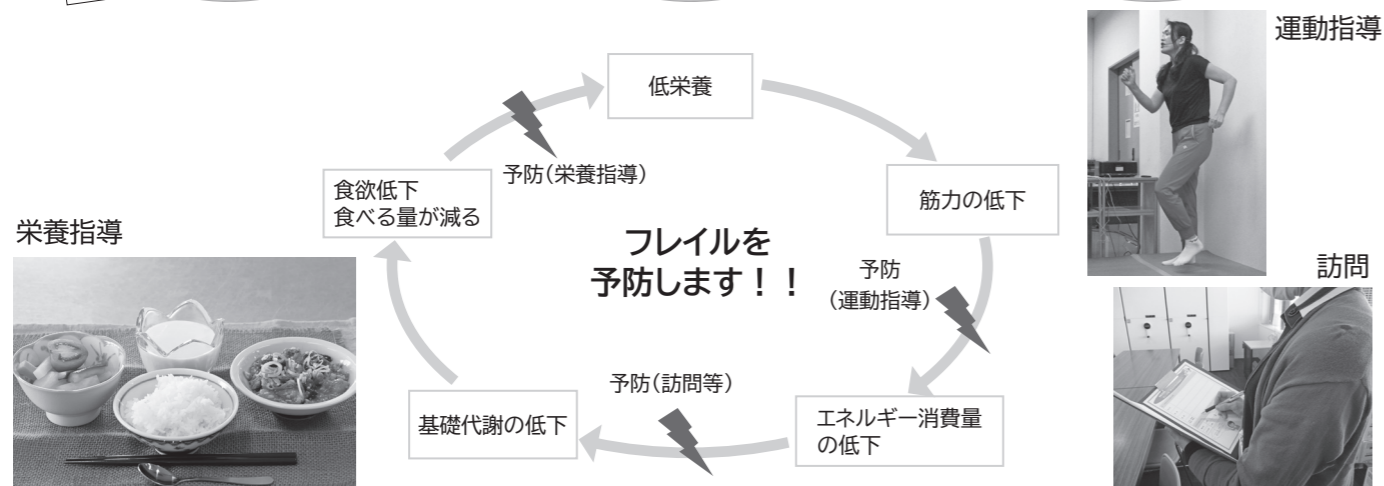 運動指導
低栄養
予防(栄養指導)
食欲低下
食べる量が減る
筋力の低下
栄養指導
フレイルを
予防します！！
予防
(運動指導)
訪問
予防(訪問等)
基礎代謝の低下
エネルギー消費量
の低下